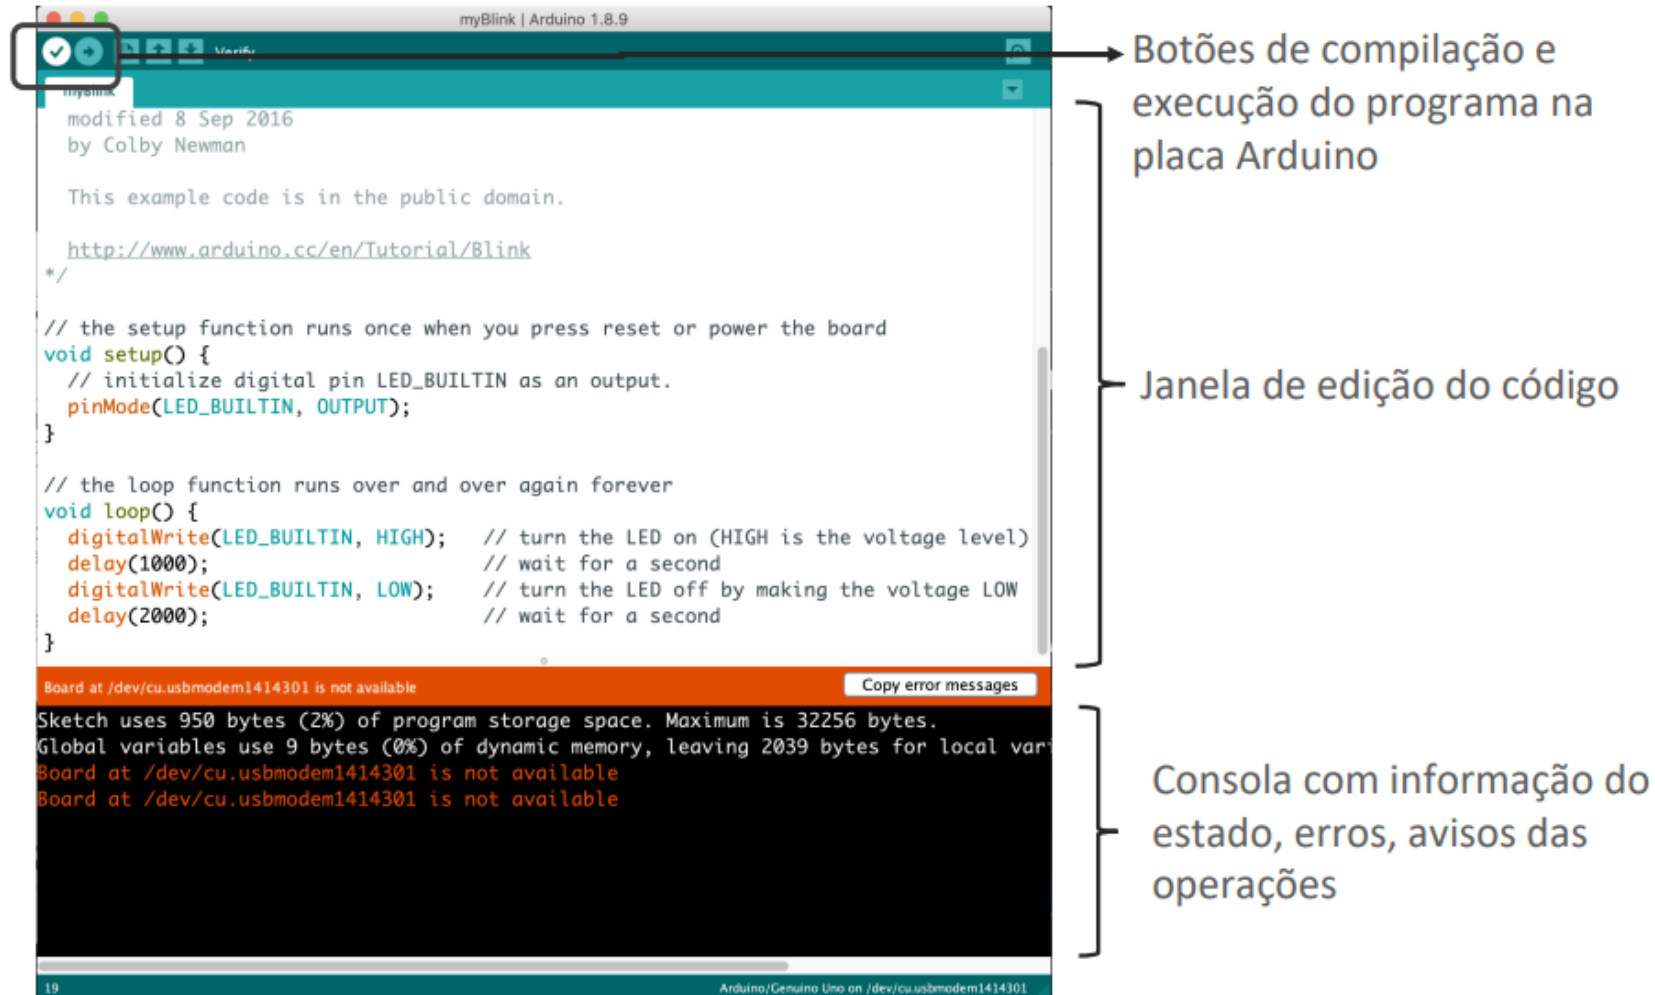 myBlink | Arduino 1.8.9
Verify
myBlink
modified 8 Sep 2016
by Colby Newman
This example code is in the public domain.
http://www.arduino.cc/en/Tutorial/Blink
*/
// the setup function runs once when you press reset or power the board
void setup() {
// initialize digital pin LED_BUILTIN as an output.
pinMode(LED_BUILTIN, OUTPUT);
}
// the loop function runs over and over again forever
void loop() {
digitalWrite(LED_BUILTIN, HIGH);   // turn the LED on (HIGH is the voltage level)
delay(1000);                       // wait for a second
digitalWrite(LED_BUILTIN, LOW);    // turn the LED off by making the voltage LOW
delay(2000);                       // wait for a second
}
Board at /dev/cu.usbmodem1414301 is not available
Copy error messages
Sketch uses 950 bytes (2%) of program storage space. Maximum is 32256 bytes.
Global variables use 9 bytes (0%) of dynamic memory, leaving 2039 bytes for local vari
Board at /dev/cu.usbmodem1414301 is not available
Board at /dev/cu.usbmodem1414301 is not available
19
Arduino/Genuino Uno on /dev/cu.usbmodem1414301
Botões de compilação e
execução do programa na
placa Arduino
Janela de edição do código
Consola com informação do
estado, erros, avisos das
operações